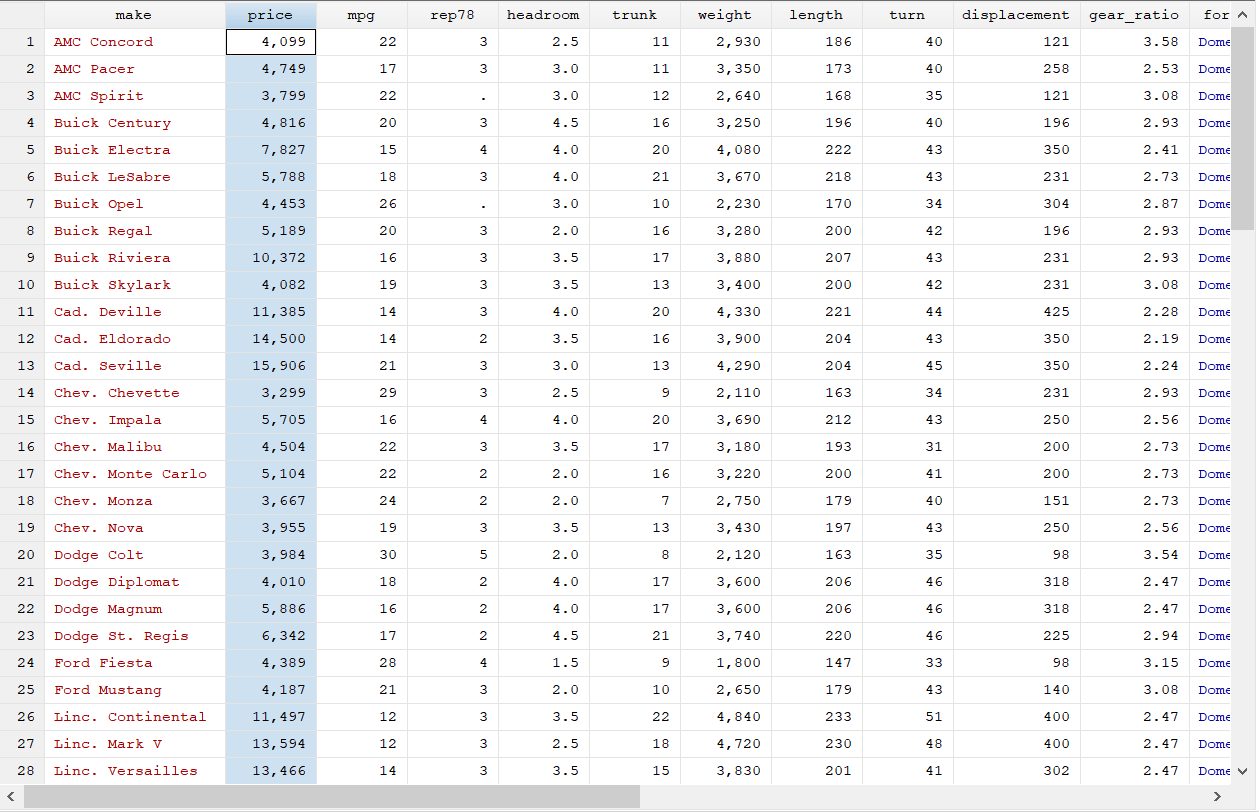 make price mpg rep78 headroom trunk weight length turn displacement gear_ratio for
1 AMC Concord 4,099 22 3 2.5 11 2,930 186 40 121 3.58 Dome
2 AMC Pacer 4,749 17 3 3.0 11 3,350 173 40 258 2.53 Dome
3 AMC Spirit 3,799 22 . 3.0 12 2,640 168 35 121 3.08 Dome
4 Buick Century 4,816 20 3 4.5 16 3,250 196 40 196 2.93 Dome
5 Buick Electra 7,827 15 4 4.0 20 4,080 222 43 350 2.41 Dome
6 Buick LeSabre 5,788 18 3 4.0 21 3,670 218 43 231 2.73 Dome
7 Buick Opel 4,453 26 . 3.0 10 2,230 170 34 304 2.87 Dome
8 Buick Regal 5,189 20 3 2.0 16 3,280 200 42 196 2.93 Dome
9 Buick Riviera 10,372 16 3 3.5 17 3,880 207 43 231 2.93 Dome
10 Buick Skylark 4,082 19 3 3.5 13 3,400 200 42 231 3.08 Dome
11 Cad. Deville 11,385 14 3 4.0 20 4,330 221 44 425 2.28 Dome
12 Cad. Eldorado 14,500 14 2 3.5 16 3,900 204 43 350 2.19 Dome
13 Cad. Seville 15,906 21 3 3.0 13 4,290 204 45 350 2.24 Dome
14 Chev. Chevette 3,299 29 3 2.5 9 2,110 163 34 231 2.93 Dome
15 Chev. Impala 5,705 16 4 4.0 20 3,690 212 43 250 2.56 Dome
16 Chev. Malibu 4,504 22 3 3.5 17 3,180 193 31 200 2.73 Dome
17 Chev. Monte Carlo 5,104 22 2 2.0 16 3,220 200 41 200 2.73 Dome
18 Chev. Monza 3,667 24 2 2.0 7 2,750 179 40 151 2.73 Dome
19 Chev. Nova 3,955 19 3 3.5 13 3,430 197 43 250 2.56 Dome
20 Dodge Colt 3,984 30 5 2.0 8 2,120 163 35 98 3.54 Dome
21 Dodge Diplomat 4,010 18 2 4.0 17 3,600 206 46 318 2.47 Dome
22 Dodge Magnum 5,886 16 2 4.0 17 3,600 206 46 318 2.47 Dome
23 Dodge St. Regis 6,342 17 2 4.5 21 3,740 220 46 225 2.94 Dome
24 Ford Fiesta 4,389 28 4 1.5 9 1,800 147 33 98 3.15 Dome
25 Ford Mustang 4,187 21 3 2.0 10 2,650 179 43 140 3.08 Dome
26 Linc. Continental 11,497 12 3 3.5 22 4,840 233 51 400 2.47 Dome
27 Linc. Mark V 13,594 12 3 2.5 18 4,720 230 48 400 2.47 Dome
28 Linc. Versailles 13,466 14 3 3.5 15 3,830 201 41 302 2.47 Dome